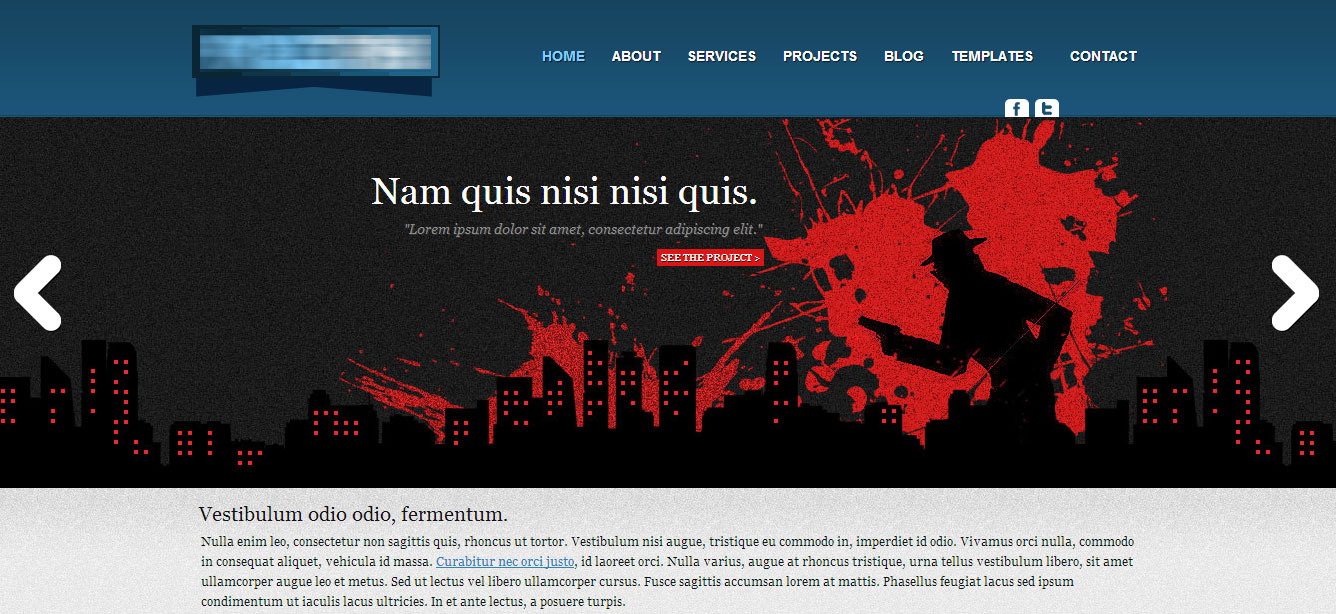 HOME ABOUT SERVICES PROJECTS BLOG TEMPLATES CONTACT
f t
Nam quis nisi nisi quis.
"Lorem ipsum dolor sit amet, consectetur adipiscing elit."
SEE THE PROJECT >
Vestibulum odio odio, fermentum.
Nulla enim leo, consectetur non sagittis quis, rhoncus ut tortor. Vestibulum nisi augue, tristique eu commodo in, imperdiet id odio. Vivamus orci nulla, commodo
in consequat aliquet, vehicula id massa. Curabitur nec orci justo, id laoreet orci. Nulla varius, augue at rhoncus tristique, urna tellus vestibulum libero, sit amet
ullamcorper augue leo et metus. Sed ut lectus vel libero ullamcorper cursus. Fusce sagittis accumsan lorem at mattis. Phasellus feugiat lacus sed ipsum
condimentum ut iaculis lacus ultricies. In et ante lectus, a posuere turpis.